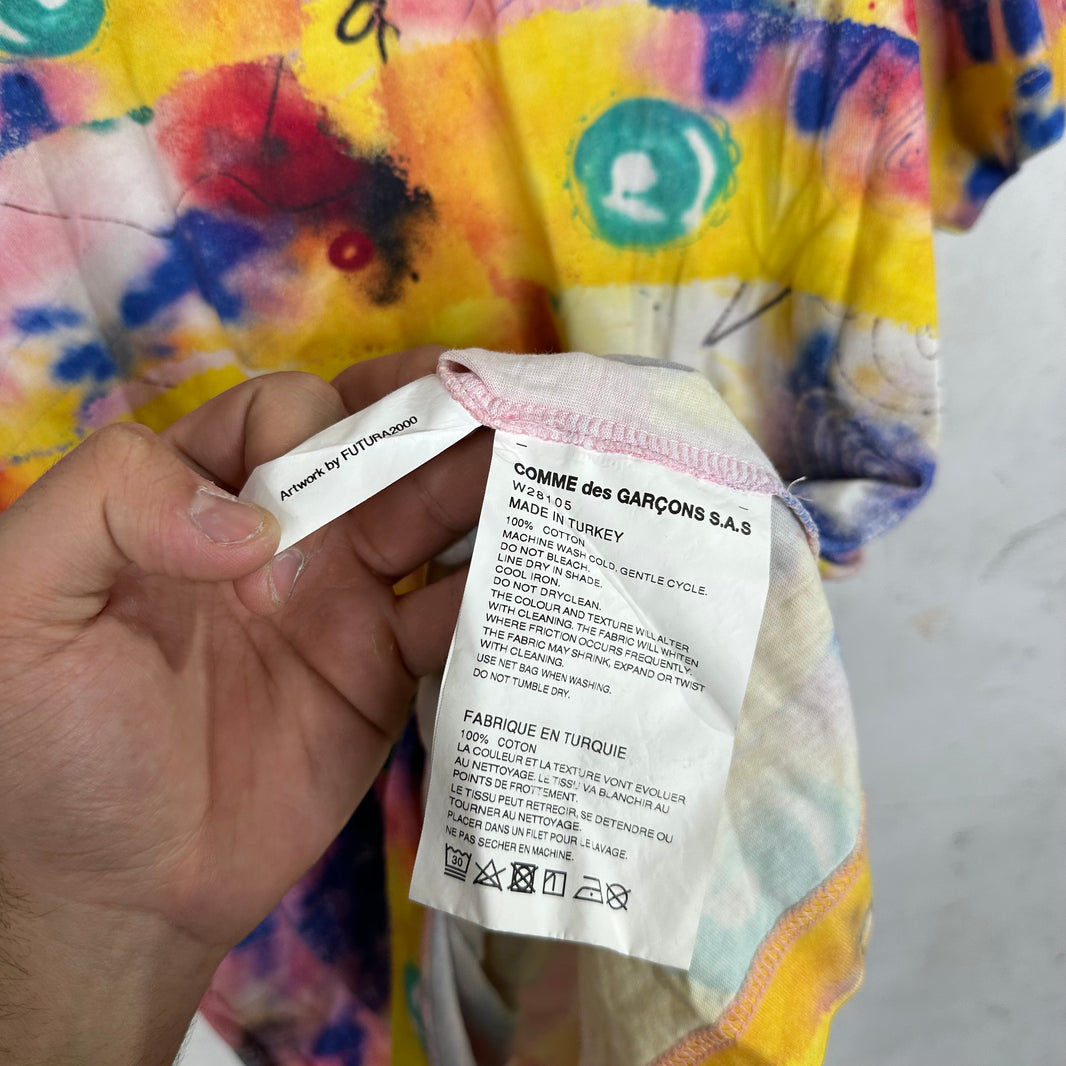 Artwork by FUTURA2000
COMME des GARÇONS S.A.S
W28105
MADE IN TURKEY
100% COTTON
MACHINE WASH COLD, GENTLE CYCLE.
DO NOT BLEACH.
LINE DRY IN SHADE.
COOL IRON.
DO NOT DRYCLEAN.
THE COLOUR AND TEXTURE WILL ALTER
WITH CLEANING. THE FABRIC WILL WHITEN
WHERE FRICTION OCCURS FREQUENTLY.
THE FABRIC MAY SHRINK, EXPAND OR TWIST
WITH CLEANING.
USE NET BAG WHEN WASHING.
DO NOT TUMBLE DRY.
FABRIQUE EN TURQUIE
100% COTON
LA COULEUR ET LA TEXTURE VONT EVOLUER
AU NETTOYAGE. LE TISSU VA BLANCHIR AU
POINTS DE FROTTEMENT.
LE TISSU PEUT RETRECIR, SE DETENDRE OU
TOURNER AU NETTOYAGE.
PLACER DANS UN FILET POUR LE LAVAGE.
NE PAS SECHER EN MACHINE.
30